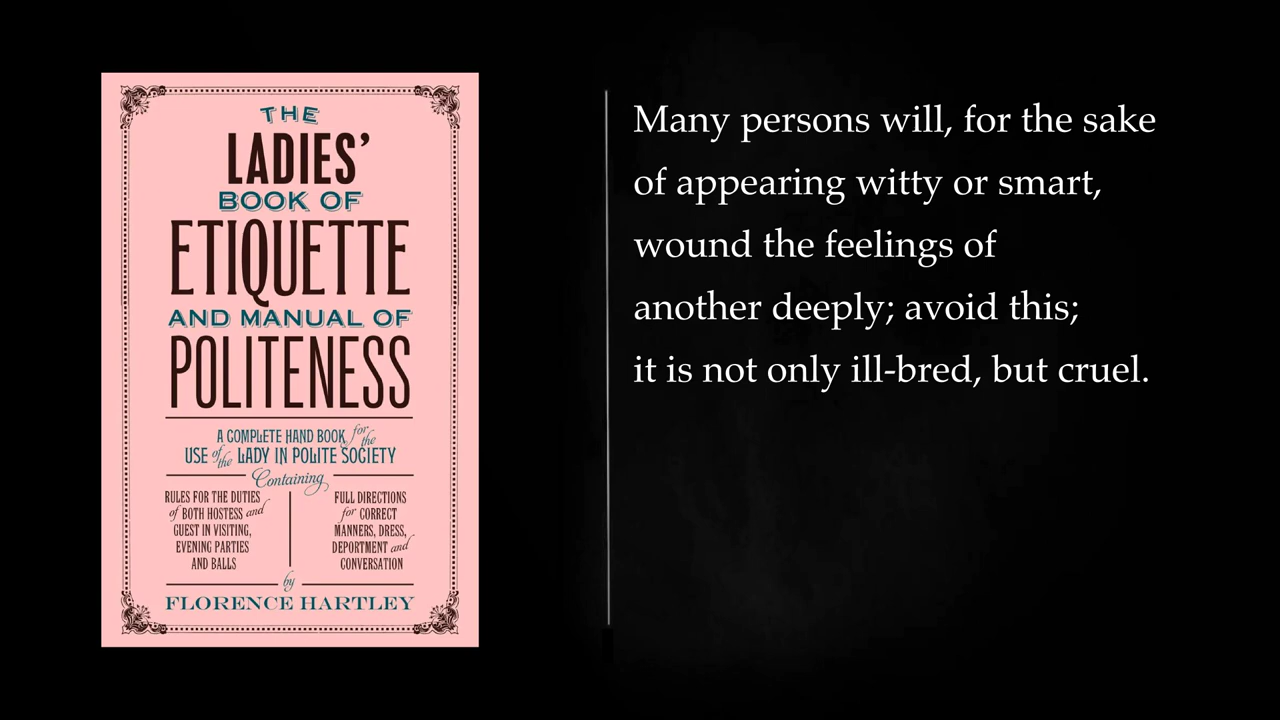 THE
LADIES'
BOOK OF
ETIQUETTE
AND MANUAL OF
POLITENESS
A COMPLETE HAND BOOK for the
USE of the LADY IN POLITE SOCIETY
Containing
RULES FOR THE DUTIES
of BOTH HOSTESS and
GUEST IN VISITING,
EVENING PARTIES
AND BALLS
FULL DIRECTIONS
for CORRECT
MANNERS, DRESS,
DEPORTMENT and
CONVERSATION
by
FLORENCE HARTLEY
Many persons will, for the sake
of appearing witty or smart,
wound the feelings of
another deeply; avoid this;
it is not only ill-bred, but cruel.